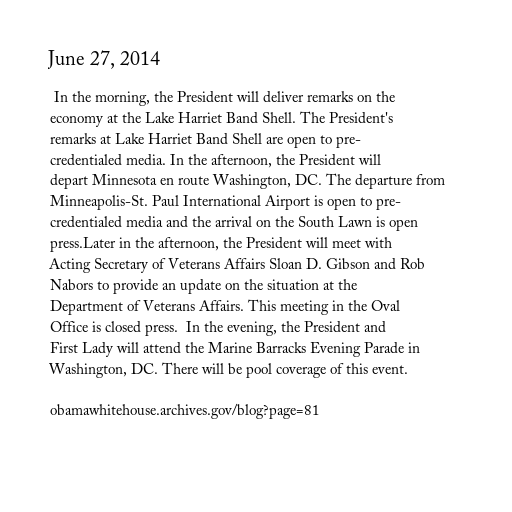 June 27, 2014
In the morning, the President will deliver remarks on the
economy at the Lake Harriet Band Shell. The President's
remarks at Lake Harriet Band Shell are open to pre-
credentialed media. In the afternoon, the President will
depart Minnesota en route Washington, DC. The departure from
Minneapolis-St. Paul International Airport is open to pre-
credentialed media and the arrival on the South Lawn is open
press.Later in the afternoon, the President will meet with
Acting Secretary of Veterans Affairs Sloan D. Gibson and Rob
Nabors to provide an update on the situation at the
Department of Veterans Affairs. This meeting in the Oval
Office is closed press.  In the evening, the President and
First Lady will attend the Marine Barracks Evening Parade in
Washington, DC. There will be pool coverage of this event.
obamawhitehouse.archives.gov/blog?page=81